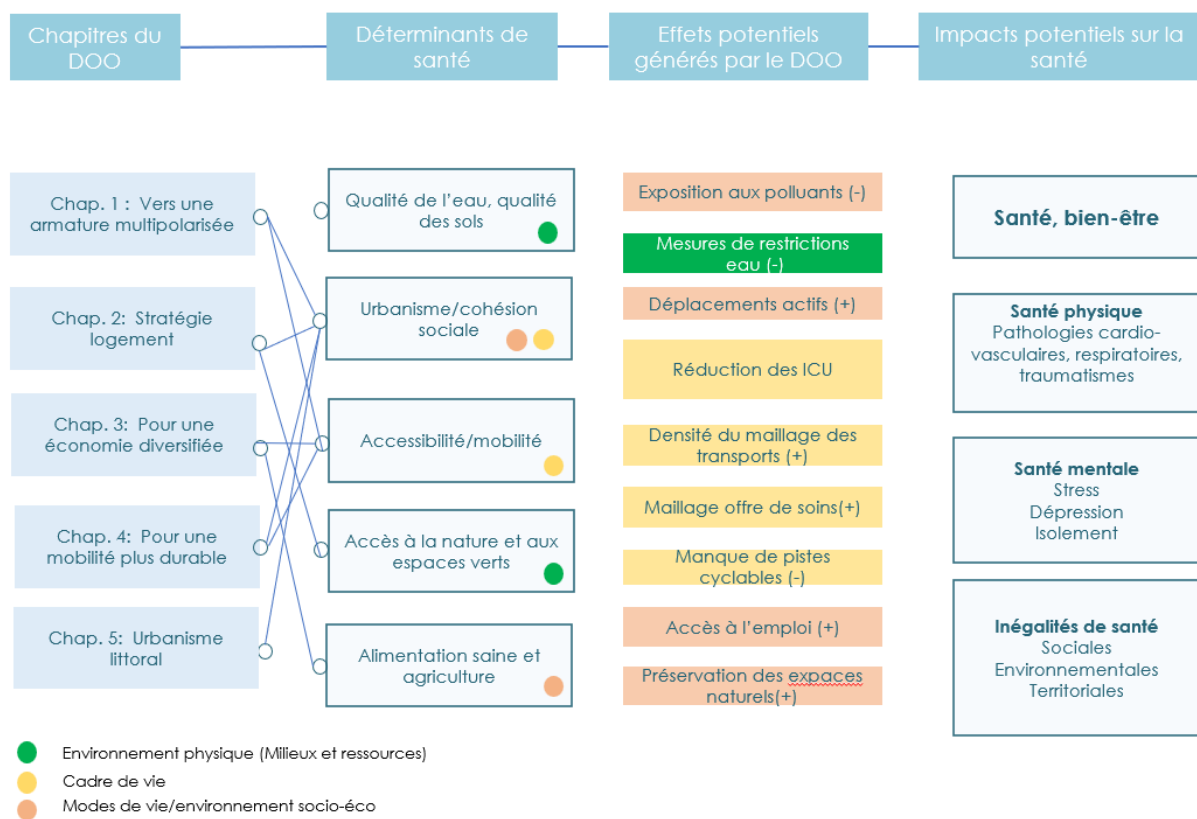 Chapitres du
DOO
Déterminants de
santé
Effets potentiels
générés par le DOO
Impacts potentiels sur la
santé
Chap. 1 : Vers une
armature multipolarisée
Chap. 2: Stratégie
logement
Chap. 3: Pour une
économie diversifiée
Chap. 4: Pour une
mobilité plus durable
Chap. 5: Urbanisme
littoral
Qualité de l'eau, qualité
des sols
Urbanisme/cohésion
sociale
Accessibilité/mobilité
Accès à la nature et aux
espaces verts
Alimentation saine et
agriculture
Exposition aux polluants (-)
Mesures de restrictions
eau (-)
Déplacements actifs (+)
Réduction des ICU
Densité du maillage des
transports (+)
Maillage offre de soins(+)
Manque de pistes
cyclables (-)
Accès à l'emploi (+)
Préservation des expaces
naturels(+)
Santé, bien-être
Santé physique
Pathologies cardio-
vasculaires, respiratoires,
traumatismes
Santé mentale
Stress
Dépression
Isolement
Inégalités de santé
Sociales
Environnementales
Territoriales
Environnement physique (Milieux et ressources)
Cadre de vie
Modes de vie/environnement socio-éco